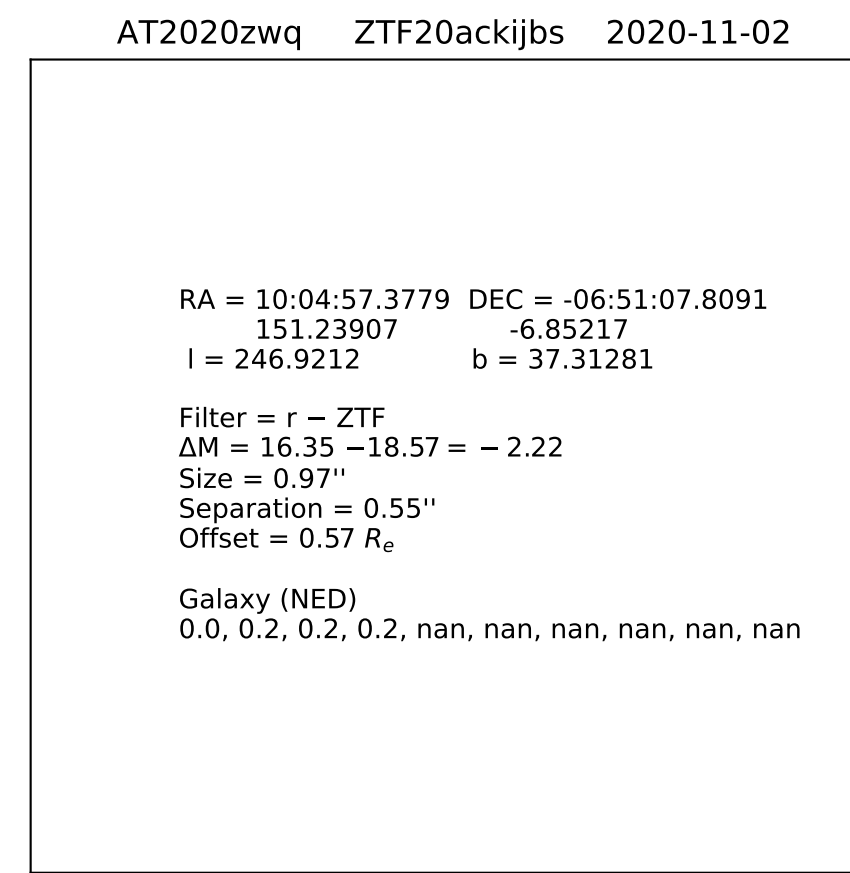 AT2020zwq ZTF20ackijbs 2020-11-02
RA = 10:04:57.3779 DEC = -06:51:07.8091
151.23907 -6.85217
l = 246.9212 b = 37.31281
Filter = r − ZTF
ΔM = 16.35 −18.57 = − 2.22
Size = 0.97''
Separation = 0.55''
Offset = 0.57 Re
Galaxy (NED)
0.0, 0.2, 0.2, 0.2, nan, nan, nan, nan, nan, nan